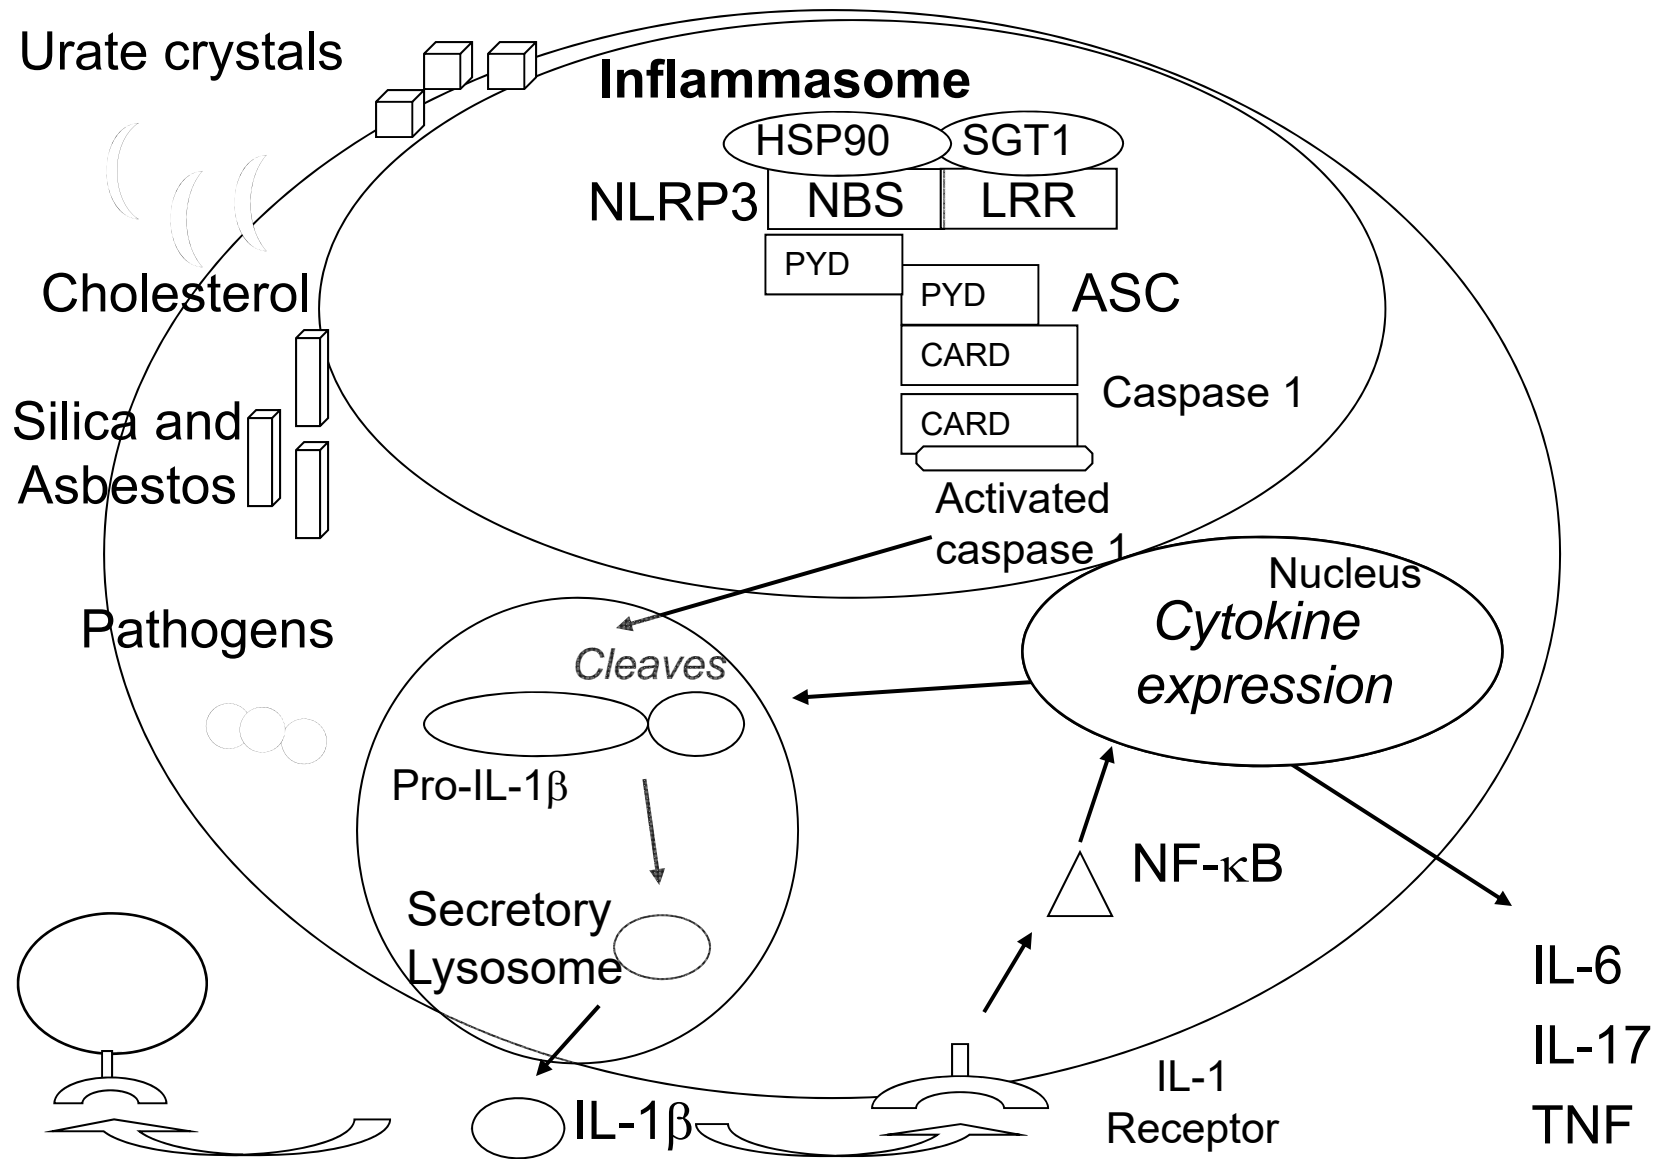 Urate crystals
Inflammasome
HSP90
SGT1
NLRP3
NBS
LRR
PYD
Cholesterol
PYD
ASC
CARD
Caspase 1
Silica and
Asbestos
CARD
Activated
caspase 1
Nucleus
Cytokine
expression
Pathogens
Cleaves
Pro-IL-1β
NF-κB
Secretory
Lysosome
IL-6
IL-17
TNF
IL-1
Receptor
IL-1β